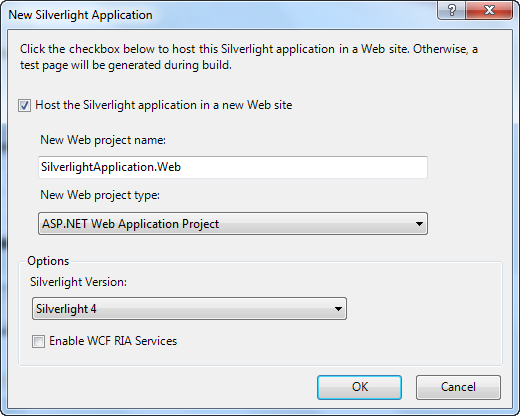 New Silverlight Application
Click the checkbox below to host this Silverlight application in a Web site. Otherwise, a
test page will be generated during build.
Host the Silverlight application in a new Web site
New Web project name:
SilverlightApplication.Web
New Web project type:
ASP.NET Web Application Project
Options
Silverlight Version:
Silverlight 4
Enable WCF RIA Services
OK Cancel